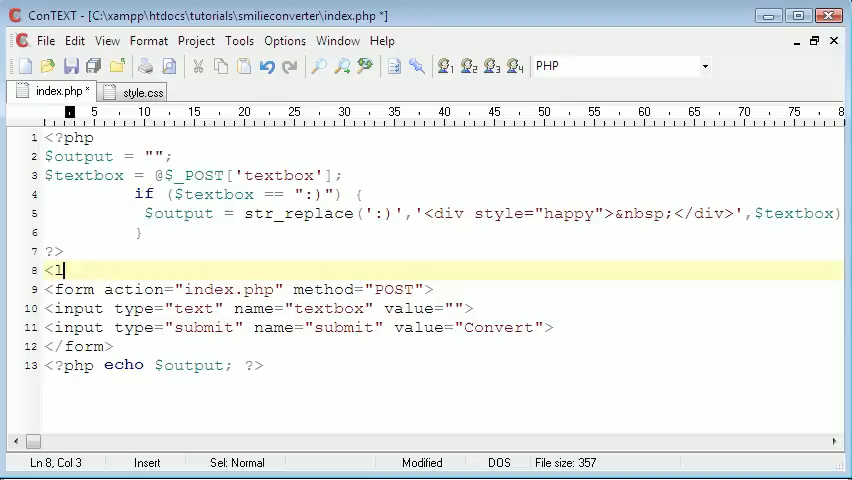 ConTEXT - [C:\xampp\htdocs\tutorials\smilieconverter\index.php *]
File Edit View Format Project Tools Options Window Help
1 2 3 4 PHP
index.php * style.css
5 10 15 20 25 30 35 40 45 50 55 60 65 70 75 8
1 <?php
2 $output = "";
3 $textbox = @$_POST['textbox'];
4 if ($textbox == ":)") {
5 $output = str_replace(':)','<div style="happy">&nbsp;</div>',$textbox)
6 }
7 ?>
8 <l
9 <form action="index.php" method="POST">
10 <input type="text" name="textbox" value="">
11 <input type="submit" name="submit" value="Convert">
12 </form>
13 <?php echo $output; ?>
Ln 8, Col 3 Insert Sel: Normal Modified DOS File size: 357